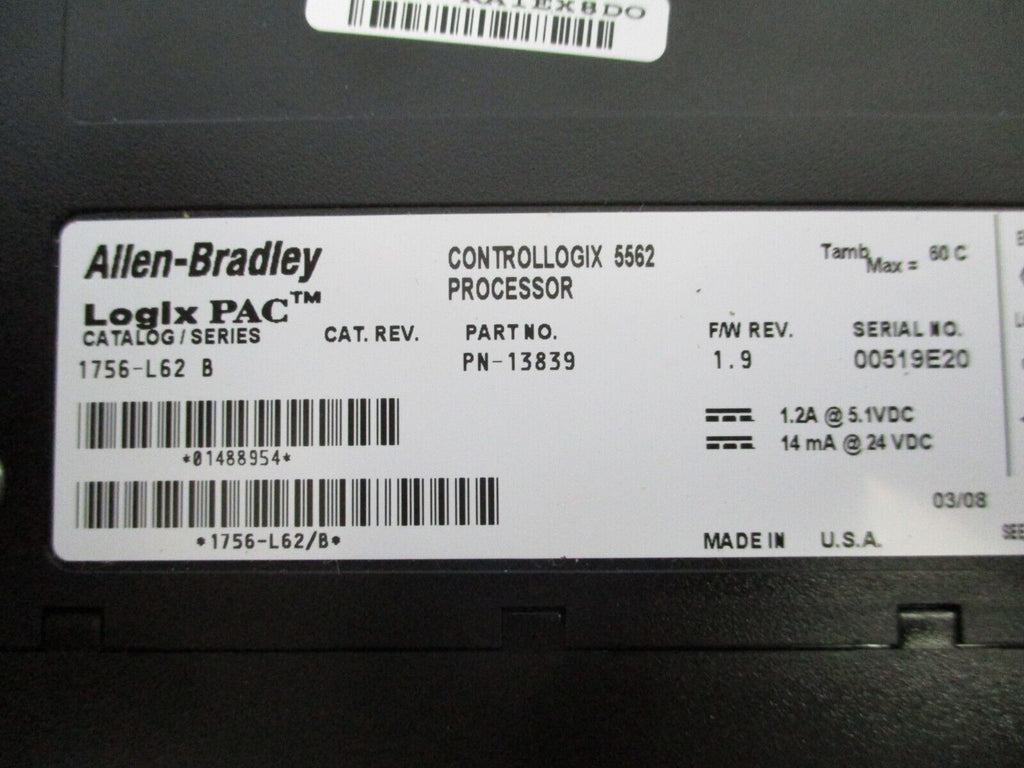 Allen-Bradley
Logix PAC™
CONTROLLOGIX 5562
PROCESSOR
Tamb Max = 60 C
CATALOG / SERIES CAT. REV. PART NO. F/W REV. SERIAL NO.
1756-L62 B PN-13839 1.9 00519E20
1.2A @ 5.1VDC
14 mA @ 24 VDC
*01488954*
03/08
*1756-L62/B*
MADE IN U.S.A.